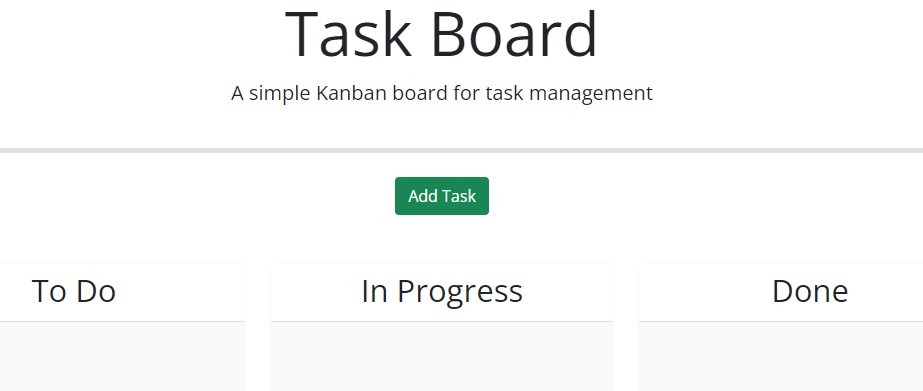 Task Board
A simple Kanban board for task management
Add Task
To Do
In Progress
Done